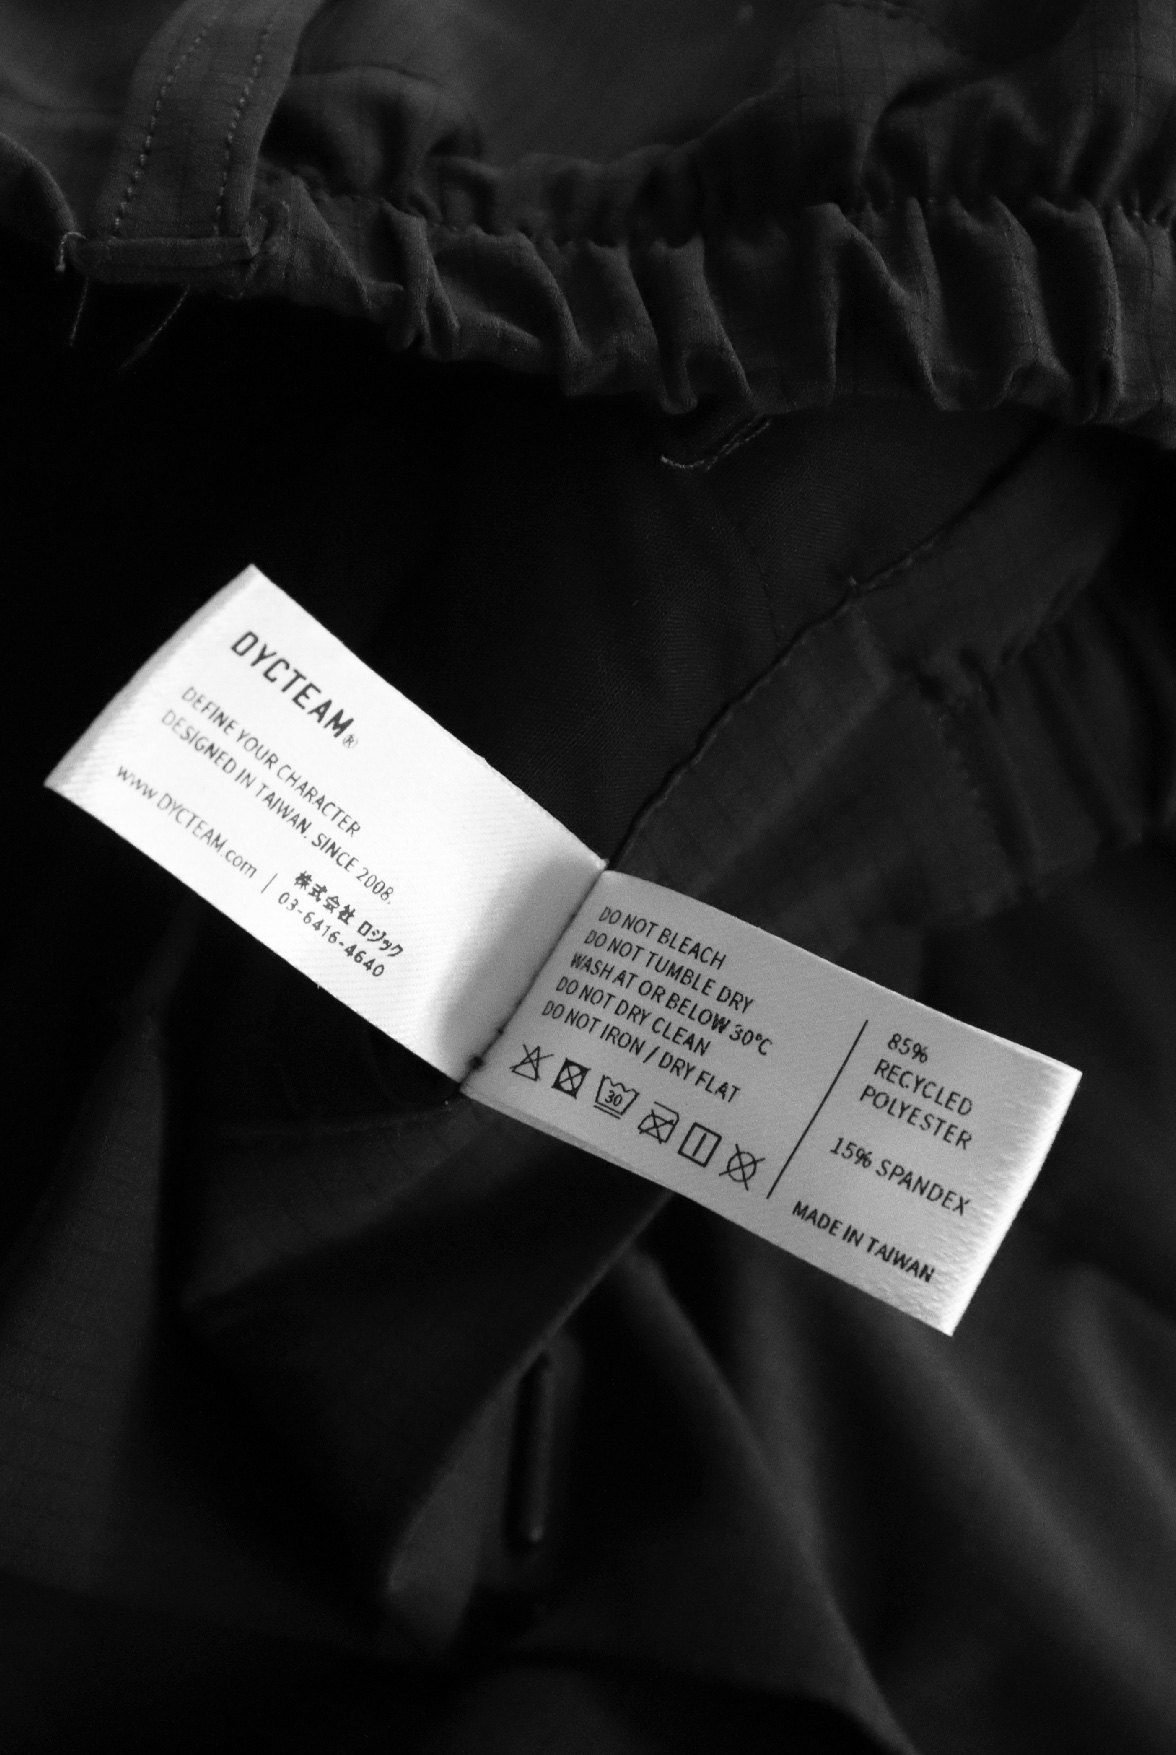 DYCTEAM®
DEFINE YOUR CHARACTER
DESIGNED IN TAIWAN. SINCE 2008.
www.DYCTEAM.com | 株式会社 ロジック
03-6416-4640
DO NOT BLEACH
DO NOT TUMBLE DRY
WASH AT OR BELOW 30°C
DO NOT DRY CLEAN
DO NOT IRON / DRY FLAT
30
85%
RECYCLED
POLYESTER
15% SPANDEX
MADE IN TAIWAN